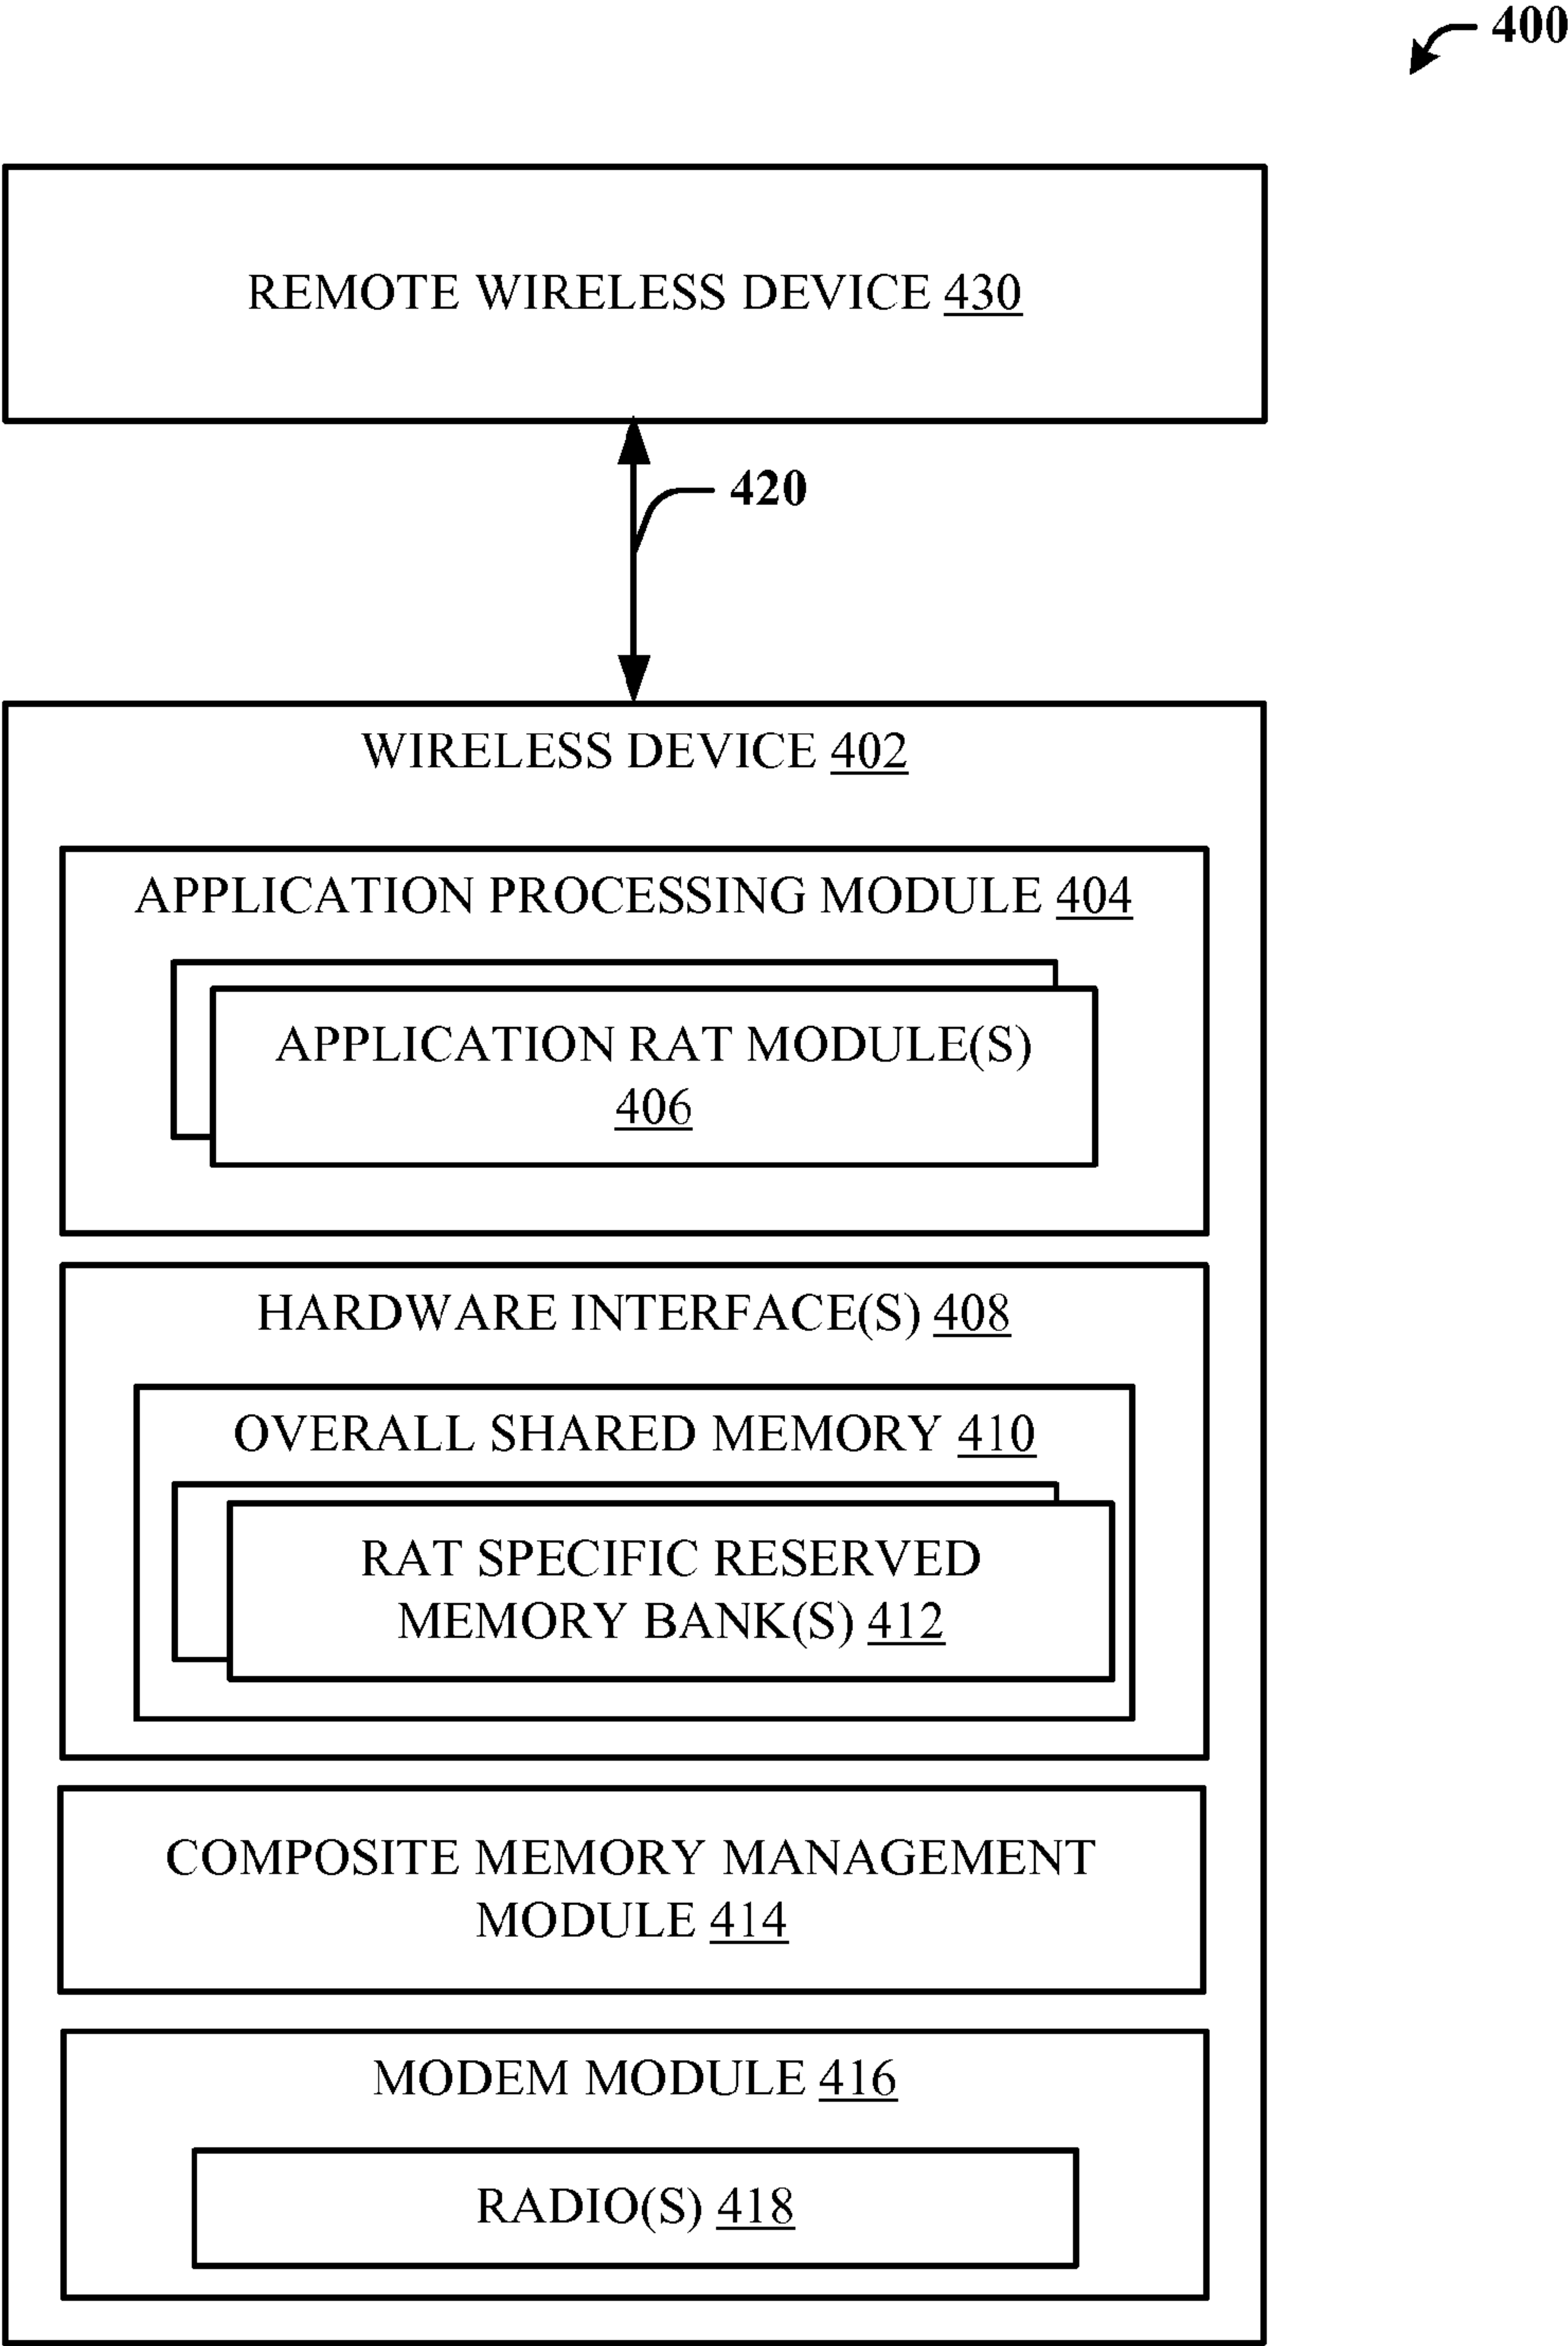 400
REMOTE WIRELESS DEVICE 430
420
WIRELESS DEVICE 402
APPLICATION PROCESSING MODULE 404
APPLICATION RAT MODULE(S)
406
HARDWARE INTERFACE(S) 408
OVERALL SHARED MEMORY 410
RAT SPECIFIC RESERVED
MEMORY BANK(S) 412
COMPOSITE MEMORY MANAGEMENT
MODULE 414
MODEM MODULE 416
RADIO(S) 418